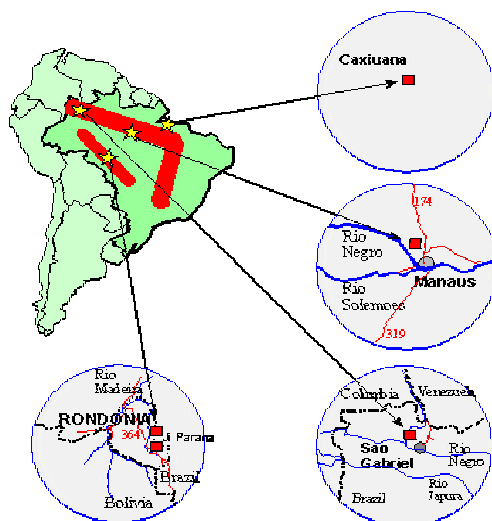 Caxiuana
174
Rio
Negro
Manaus
Rio
Solemoes
319
Rio
Madeira
RONDONIA
364
Parana
Brazil
Bolivia
Columbia
Venezuela
São
Gabriel
Rio
Negro
Rio
Japura
Brazil